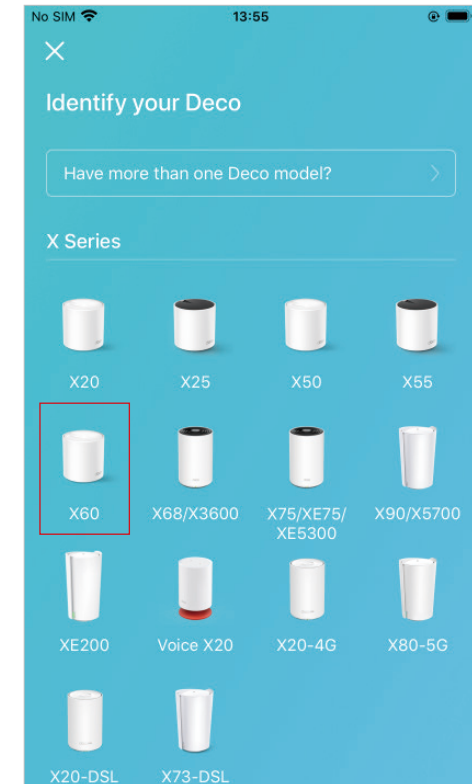 No SIM 13:55
Identify your Deco
Have more than one Deco model?
X Series
X20 X25 X50 X55
X60 X68/X3600 X75/XE75/ X90/X5700
XE5300
XE200 Voice X20 X20-4G X80-5G
X20-DSL X73-DSL